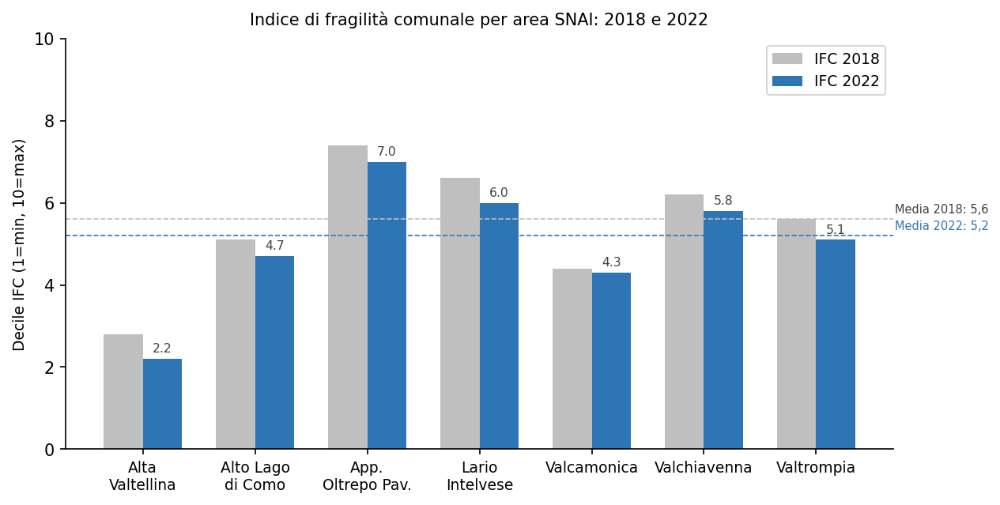 Indice di fragilità comunale per area SNAI: 2018 e 2022
IFC 2018
IFC 2022
Decile IFC (1=min, 10=max)
10
8
6
4
2
0
2.2
4.7
7.0
6.0
4.3
5.8
5.1
Media 2018: 5,6
Media 2022: 5,2
Alta
Valtellina
Alto Lago
di Como
App.
Oltrepo Pav.
Lario
Intelvese
Valcamonica
Valchiavenna
Valtrompia